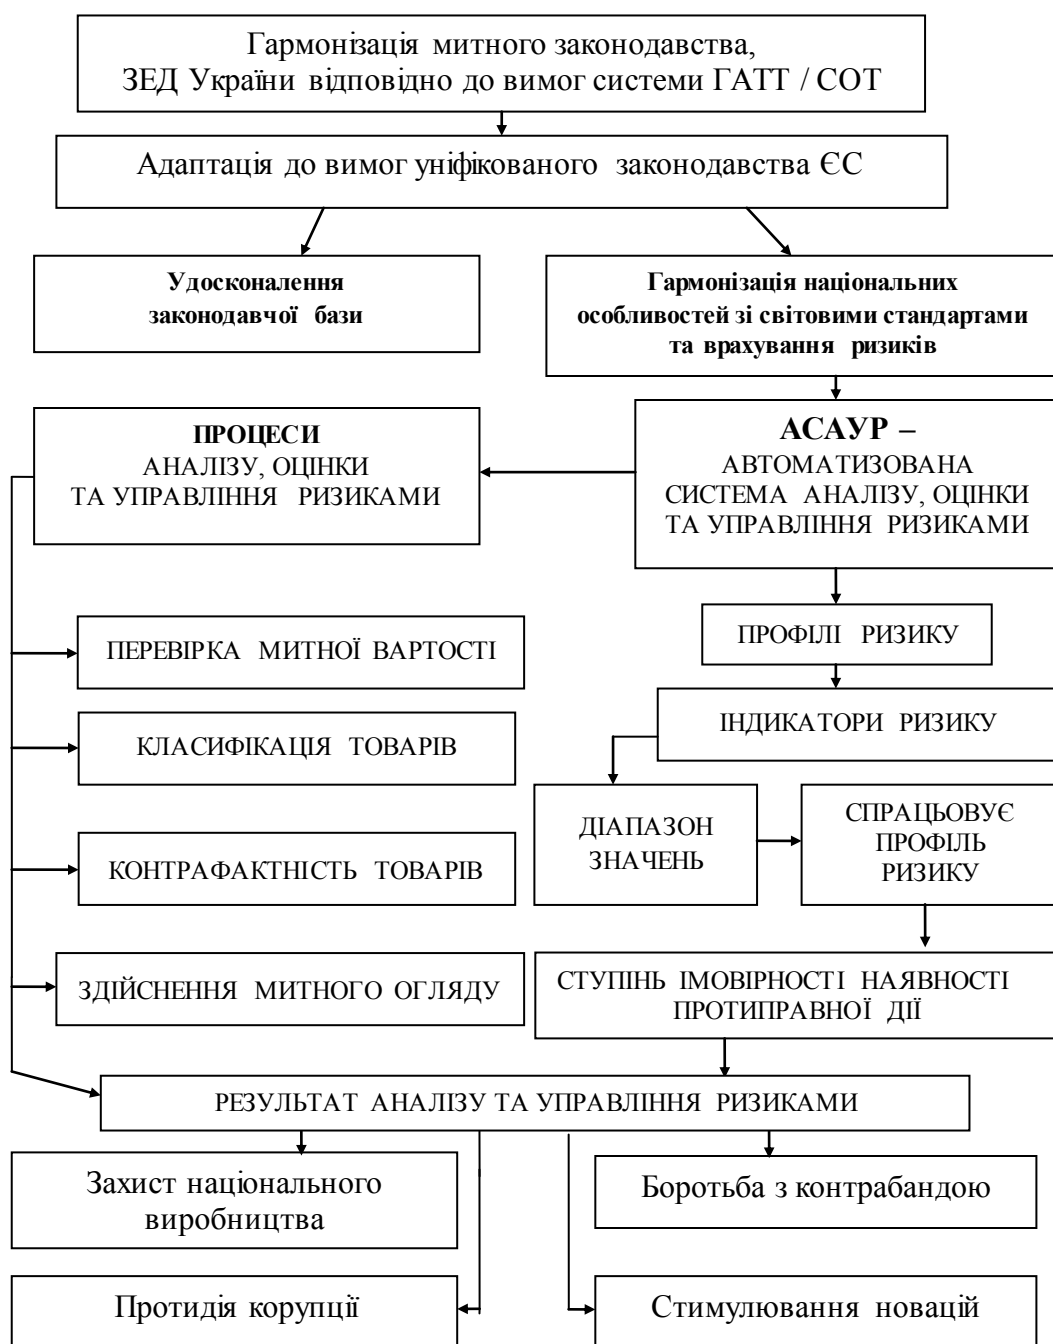 Гармонізація митного законодавства,
ЗЕД України відповідно до вимог системи ГАТТ / СОТ
Адаптація до вимог уніфікованого законодавства ЄС
Удосконалення
законодавчої бази
Гармонізація національних
особливостей зі світовими стандартами
та врахування ризиків
ПРОЦЕСИ
АНАЛІЗУ, ОЦІНКИ
ТА УПРАВЛІННЯ РИЗИКАМИ
АСАУР –
АВТОМАТИЗОВАНА
СИСТЕМА АНАЛІЗУ, ОЦІНКИ
ТА УПРАВЛІННЯ РИЗИКАМИ
ПЕРЕВІРКА МИТНОЇ ВАРТОСТІ
ПРОФІЛІ РИЗИКУ
КЛАСИФІКАЦІЯ ТОВАРІВ
ІНДИКАТОРИ РИЗИКУ
ДІАПАЗОН
ЗНАЧЕНЬ
СПРАЦЬОВУЄ
ПРОФІЛЬ
РИЗИКУ
КОНТРАФАКТНІСТЬ ТОВАРІВ
ЗДІЙСНЕННЯ МИТНОГО ОГЛЯДУ
СТУПІНЬ ІМОВІРНОСТІ НАЯВНОСТІ
ПРОТИПРАВНОЇ ДІЇ
РЕЗУЛЬТАТ АНАЛІЗУ ТА УПРАВЛІННЯ РИЗИКАМИ
Захист національного
виробництва
Боротьба з контрабандою
Протидія корупції
Стимулювання новацій